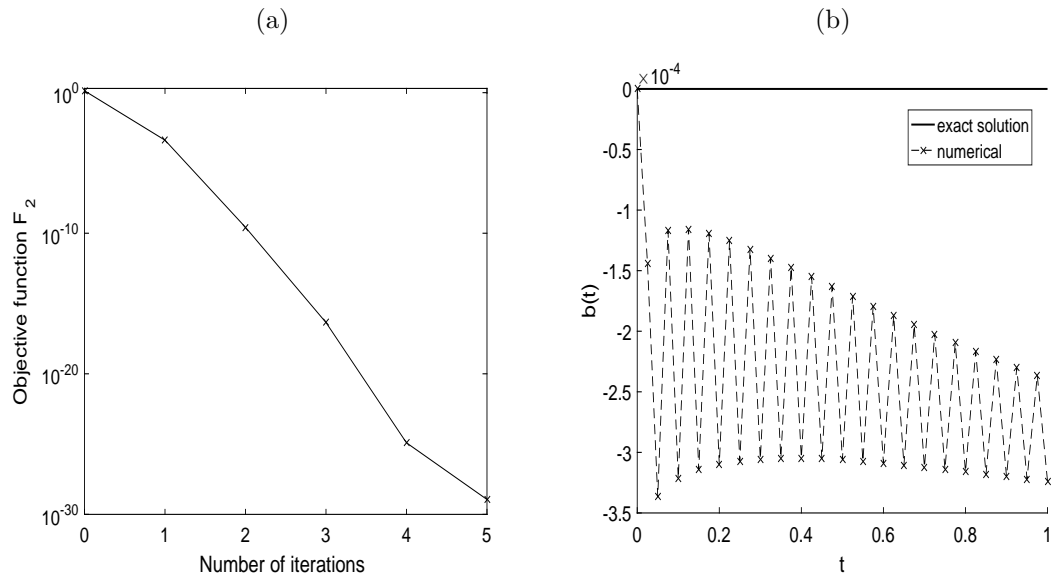 (a)
10^0
10^-10
10^-20
10^-30
Objective function F_2
0 1 2 3 4 5
Number of iterations
(b)
×10^-4
0
-0.5
-1
-1.5
-2
-2.5
-3
-3.5
b(t)
exact solution
numerical
0 0.2 0.4 0.6 0.8 1
t